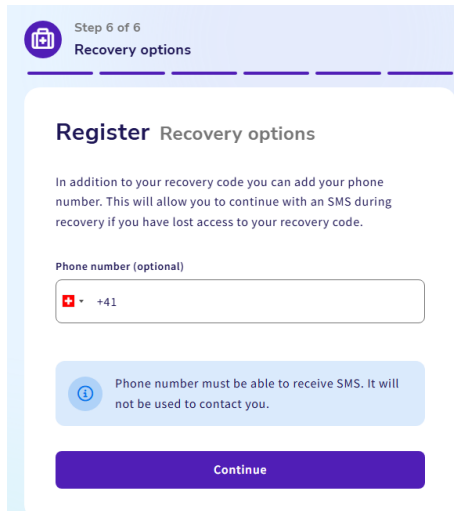 Step 6 of 6
Recovery options
Register Recovery options
In addition to your recovery code you can add your phone
number. This will allow you to continue with an SMS during
recovery if you have lost access to your recovery code.
Phone number (optional)
+41
Phone number must be able to receive SMS. It will
not be used to contact you.
Continue